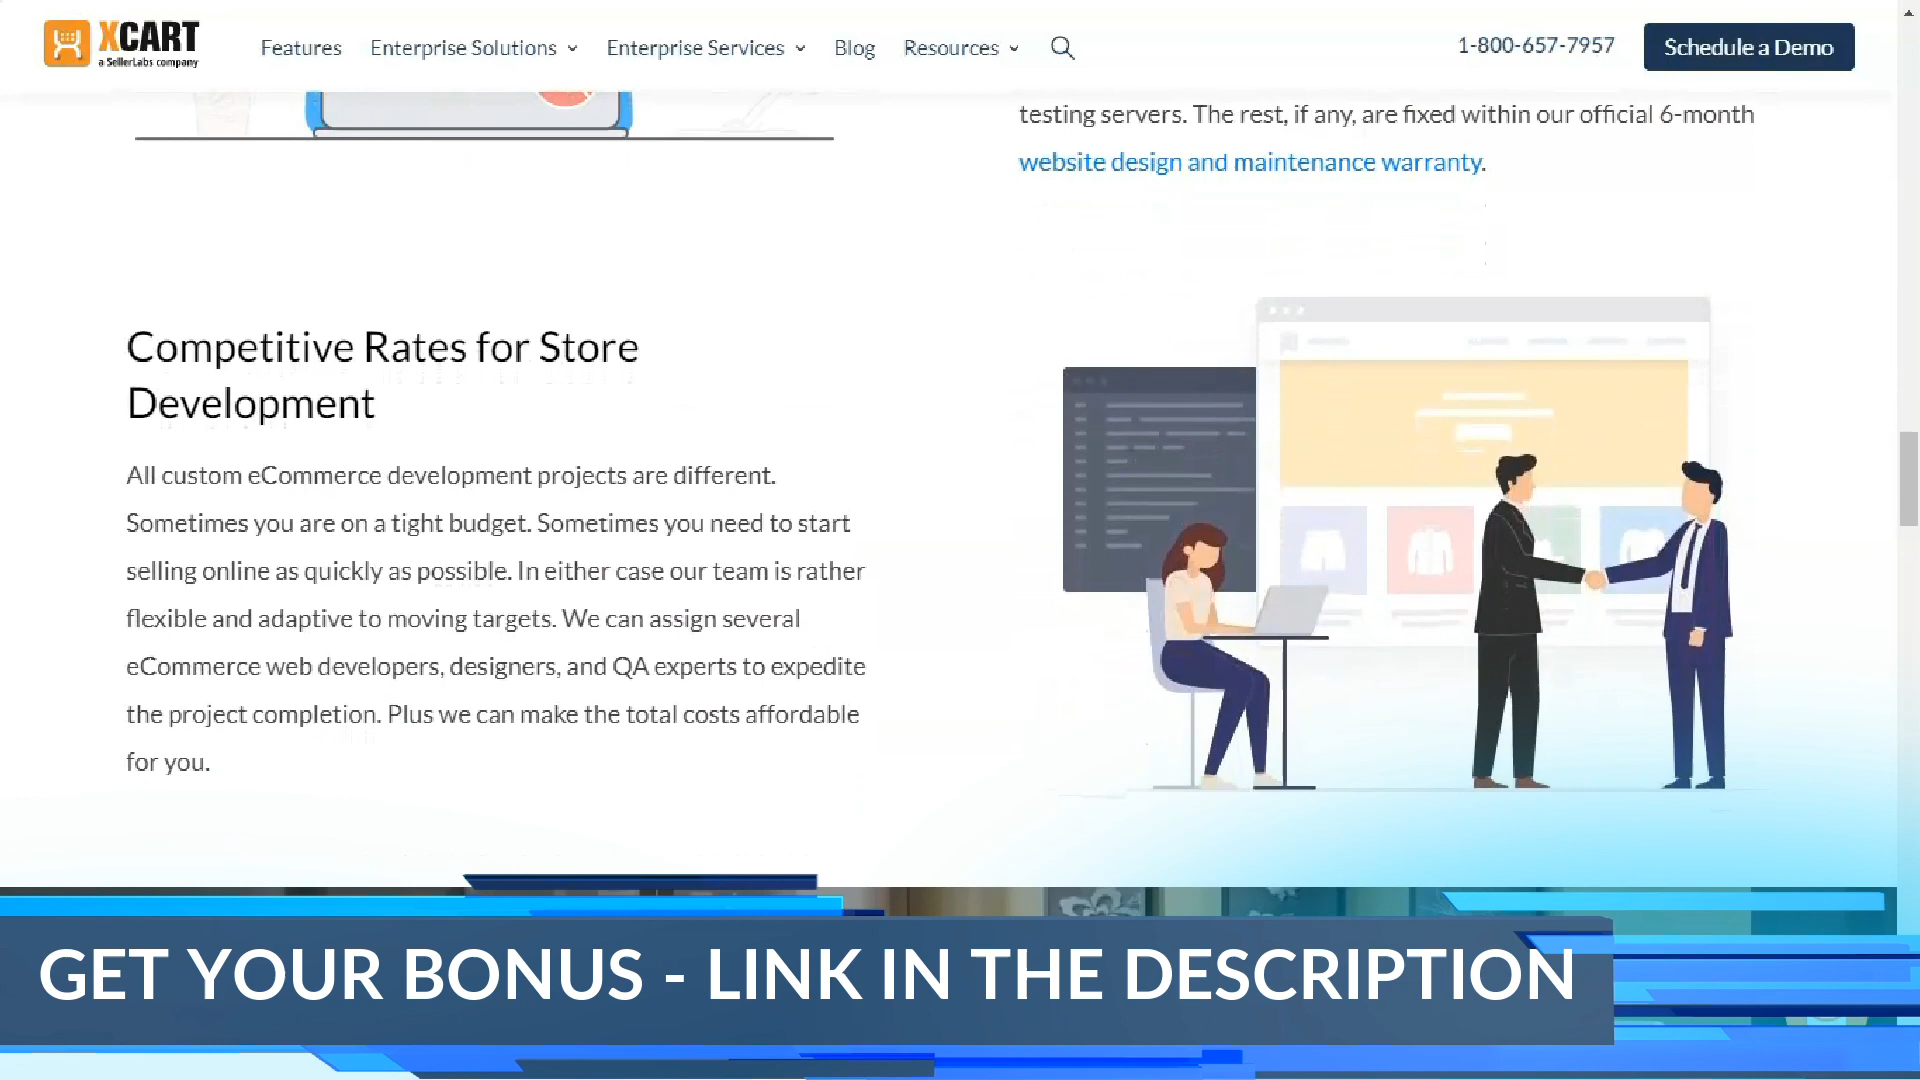 XCART
a SellerLabs company
Features
Enterprise Solutions
Enterprise Services
Blog
Resources
1-800-657-7957
Schedule a Demo
testing servers. The rest, if any, are fixed within our official 6-month
website design and maintenance warranty.
Competitive Rates for Store
Development
All custom eCommerce development projects are different.
Sometimes you are on a tight budget. Sometimes you need to start
selling online as quickly as possible. In either case our team is rather
flexible and adaptive to moving targets. We can assign several
eCommerce web developers, designers, and QA experts to expedite
the project completion. Plus we can make the total costs affordable
for you.
GET YOUR BONUS - LINK IN THE DESCRIPTION